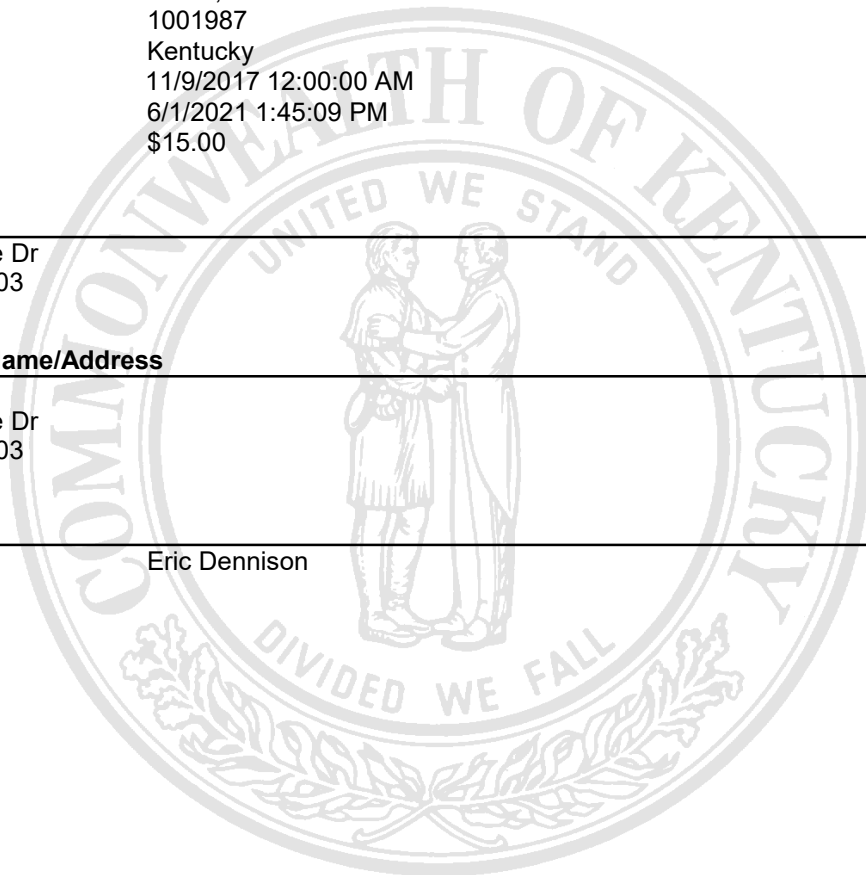 1001987
Kentucky
11/9/2017 12:00:00 AM
6/1/2021 1:45:09 PM
$15.00
COMMONWEALTH OF KENTUCKY
UNITED WE STAND
Dr
03
ame/Address
Dr
03
Eric Dennison
DIVIDED WE FALL